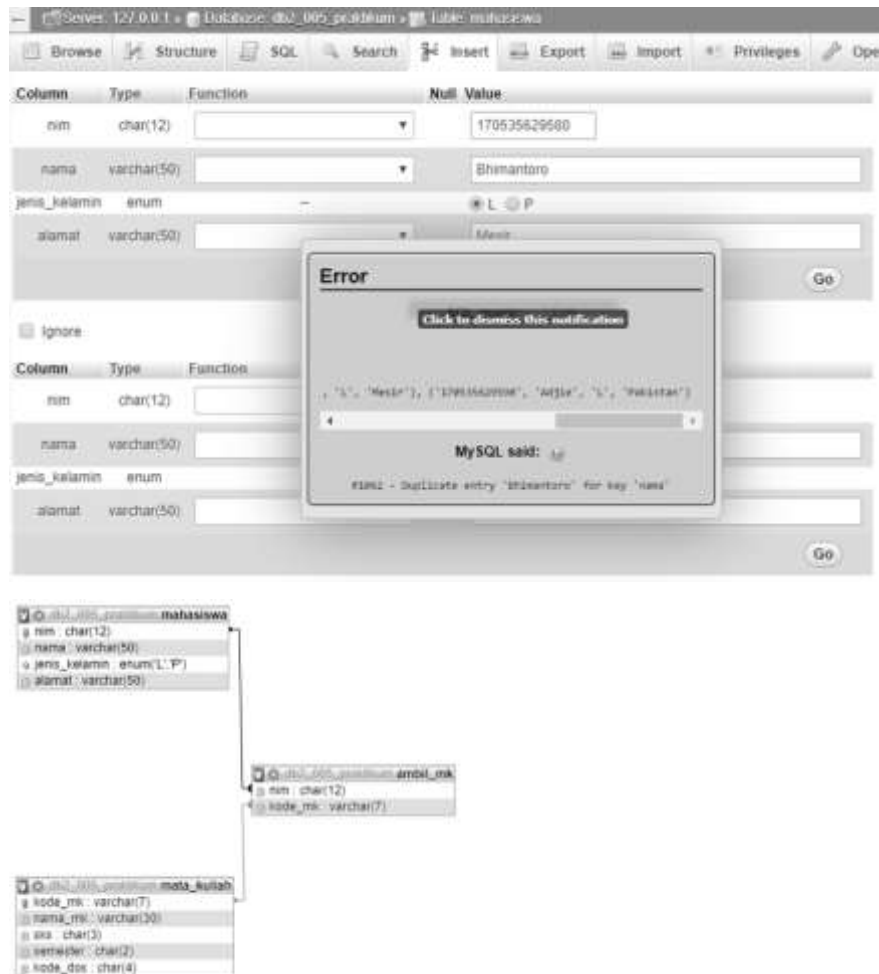 Server: 127.0.0.1 » Database: db2_005_praktikum » Table: mahasiswa
Browse Structure SQL Search Insert Export Import Privileges Ope
Column Type Function Null Value
nim char(12) 170535629580
nama varchar(50) Bhimantoro
jenis_kelamin enum -- L P
alamat varchar(50) Mesir
Go
Ignore
Column Type Function
nim char(12)
nama varchar(50)
jenis_kelamin enum
alamat varchar(50)
Go
Error
Click to dismiss this notification
, 'L', 'Mesir'), ( 'Adjie', 'L', 'Pakistan')
MySQL said:
#1062 - Duplicate entry 'Bhimantoro' for key 'nama'
db2_005_praktikum mahasiswa
nim : char(12)
nama : varchar(50)
jenis_kelamin : enum('L','P')
alamat : varchar(50)
db2_005_praktikum ambil_mk
nim : char(12)
kode_mk : varchar(7)
db2_005_praktikum mata_kuliah
kode_mk : varchar(7)
nama_mk : varchar(30)
sks : char(3)
semester : char(2)
kode_dos : char(4)